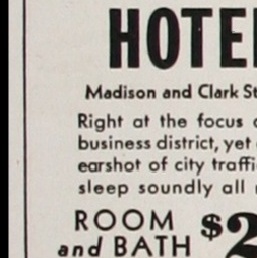 HOTE
Madison and Clark St
Right at the focus
business district, yet
earshot of city traffi
sleep soundly all
ROOM $2
and BATH